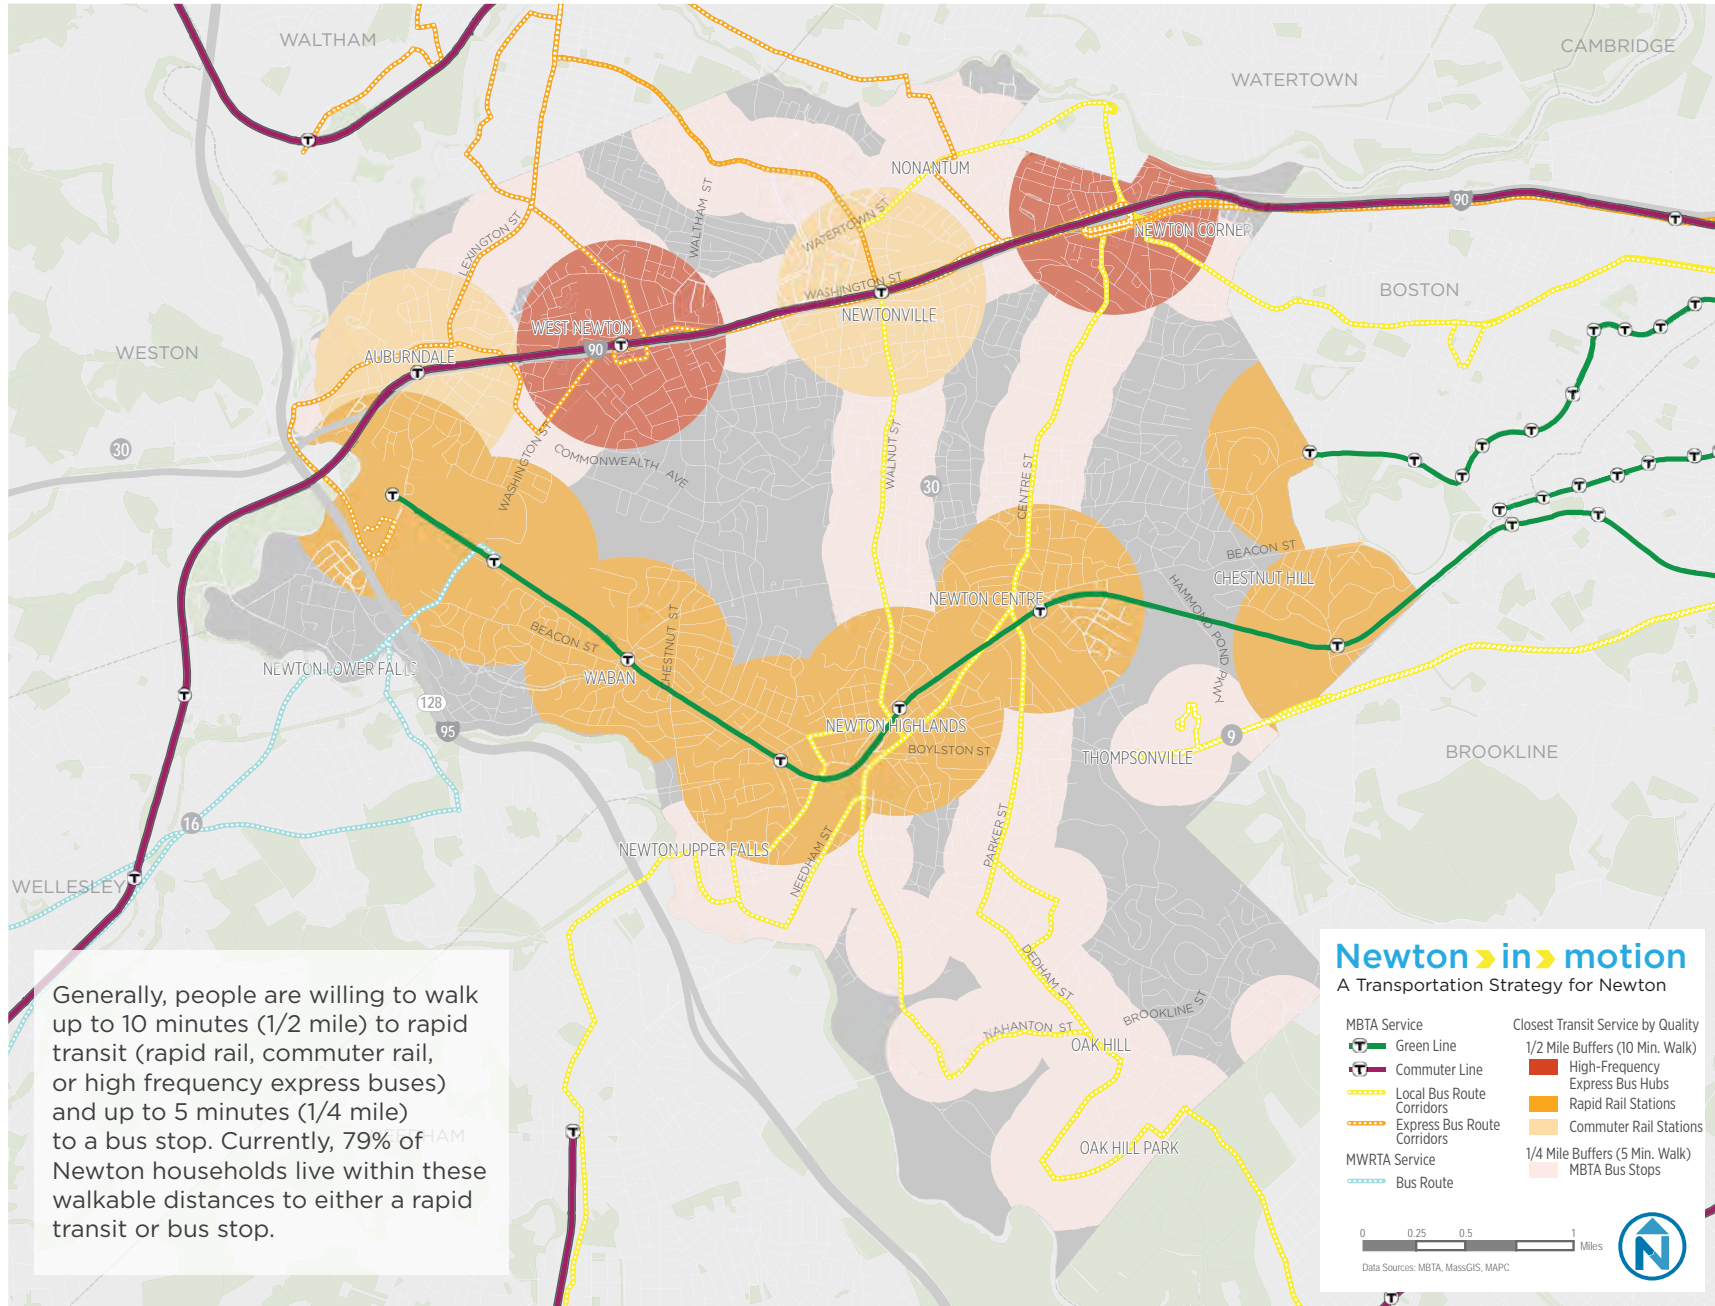 WALTHAM
CAMBRIDGE
WATERTOWN
NONANTUM
WALTHAM ST
LEXINGTON ST
WATERTOWN ST
NEWTON CORNER
90
WASHINGTON ST
BOSTON
NEWTONVILLE
WEST NEWTON
90
AUBURNDALE
WESTON
30
WASHINGTON ST
COMMONWEALTH AVE
WALNUT ST
30
CENTRE ST
BEACON ST
CHESTNUT HILL
HAMMOND POND PKWY
NEWTON CENTRE
BEACON ST
CHESTNUT ST
NEWTON LOWER FALLS
WABAN
128
95
NEWTON HIGHLANDS
BOYLSTON ST
9
THOMPSONVILLE
BROOKLINE
16
PARKER ST
NEWTON UPPER FALLS
NEEDHAM ST
WELLESLEY
DEDHAM ST
BROOKLINE ST
NAHANTON ST
OAK HILL
OAK HILL PARK
NEEDHAM
Generally, people are willing to walk
up to 10 minutes (1/2 mile) to rapid
transit (rapid rail, commuter rail,
or high frequency express buses)
and up to 5 minutes (1/4 mile)
to a bus stop. Currently, 79% of
Newton households live within these
walkable distances to either a rapid
transit or bus stop.
Newton in motion
A Transportation Strategy for Newton
MBTA Service
T Green Line
T Commuter Line
Local Bus Route
Corridors
Express Bus Route
Corridors
MWRTA Service
Bus Route
Closest Transit Service by Quality
1/2 Mile Buffers (10 Min. Walk)
High-Frequency
Express Bus Hubs
Rapid Rail Stations
Commuter Rail Stations
1/4 Mile Buffers (5 Min. Walk)
MBTA Bus Stops
0 0.25 0.5 1
Miles
Data Sources: MBTA, MassGIS, MAPC
N